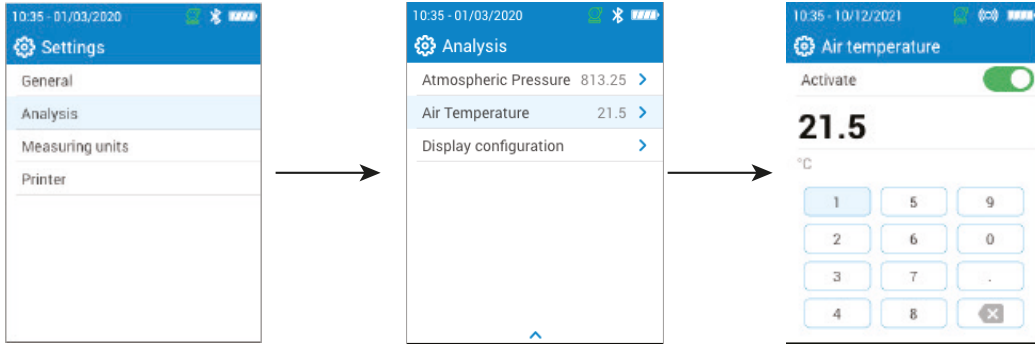 10:35 - 01/03/2020
Settings
General
Analysis
Measuring units
Printer
10:35 - 01/03/2020
Analysis
Atmospheric Pressure 813.25
Air Temperature 21.5
Display configuration
10:35 - 10/12/2021
Air temperature
Activate
21.5
°C
1 5 9
2 6 0
3 7 .
4 8